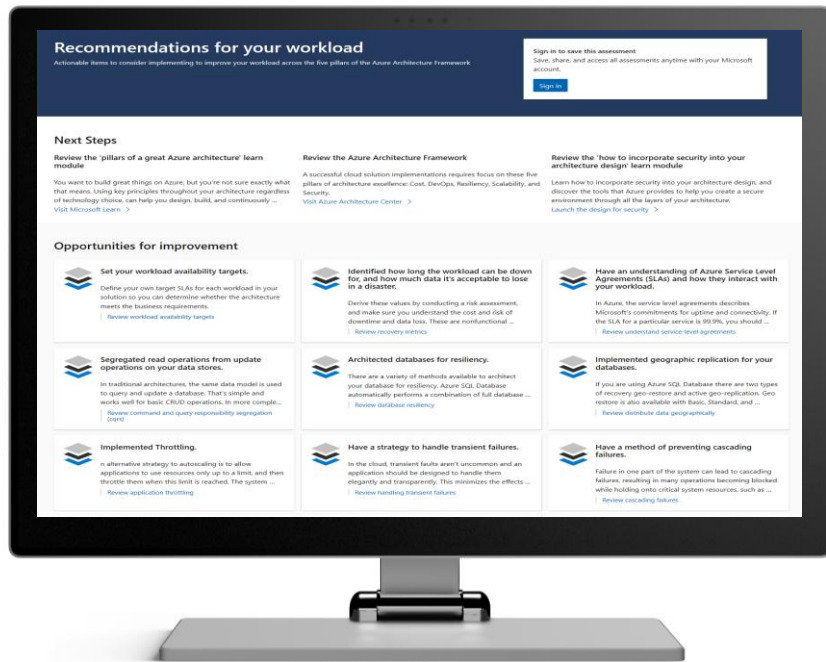 Recommendations for your workload
Actionable items to consider implementing to improve your workload across the five pillars of the Azure Architecture Framework
Sign in to save this assessment
Save, share, and access all assessments anytime with your Microsoft
account.
Sign in
Next Steps
Review the 'pillars of a great Azure architecture' learn
module
You want to build great things on Azure, but you're not sure exactly what
that means. Using key principles throughout your architecture regardless
of technology choice, can help you design, build, and continuously ...
Visit Microsoft Learn >
Review the Azure Architecture Framework
A successful cloud solution implementations requires focus on these five
pillars of architecture excellence: Cost, DevOps, Resiliency, Scalability, and
Security.
Visit Azure Architecture Center >
Review the 'how to incorporate security into your
architecture design' learn module
Learn how to incorporate security into your architecture design, and
discover the tools that Azure provides to help you create a secure
environment through all the layers of your architecture.
Launch the design for security >
Opportunities for improvement
Set your workload availability targets.
Define your own target SLAs for each workload in your
solution so you can determine whether the architecture
meets the business requirements.
Review workload availability targets
Identified how long the workload can be down
for, and how much data it's acceptable to lose
in a disaster.
Derive these values by conducting a risk assessment,
and make sure you understand the cost and risk of
downtime and data loss. These are nonfunctional ...
Review recovery metrics
Have an understanding of Azure Service Level
Agreements (SLAs) and how they interact with
your workload.
In Azure, the service level agreements describes
Microsoft's commitments for uptime and connectivity. If
the SLA for a particular service is 99.9%, you should ...
Review understand service-level agreements
Segregated read operations from update
operations on your data stores.
In traditional architectures, the same data model is used
to query and update a database. That's simple and
works well for basic CRUD operations. In more comple...
Review command and query responsibility segregation
(cqrs)
Architected databases for resiliency.
There are a variety of methods available to architect
your database for resiliency. Azure SQL Database
automatically performs a combination of full database ...
Review database resiliency
Implemented geographic replication for your
databases.
If you are using Azure SQL Database there are two types
of recovery geo-restore and active geo-replication. Geo
restore is also available with Basic, Standard, and ...
Review distribute data geographically
Implemented Throttling.
n alternative strategy to autoscaling is to allow
applications to use resources only up to a limit, and then
throttle them when this limit is reached. The system ...
Review application throttling
Have a strategy to handle transient failures.
In the cloud, transient faults aren't uncommon and an
application should be designed to handle them
elegantly and transparently. This minimizes the effects ...
Review handling transient failures
Have a method of preventing cascading
failures.
Failure in one part of the system can lead to cascading
failures, resulting in many operations becoming blocked
while holding onto critical system resources, such as ...
Review cascading failures